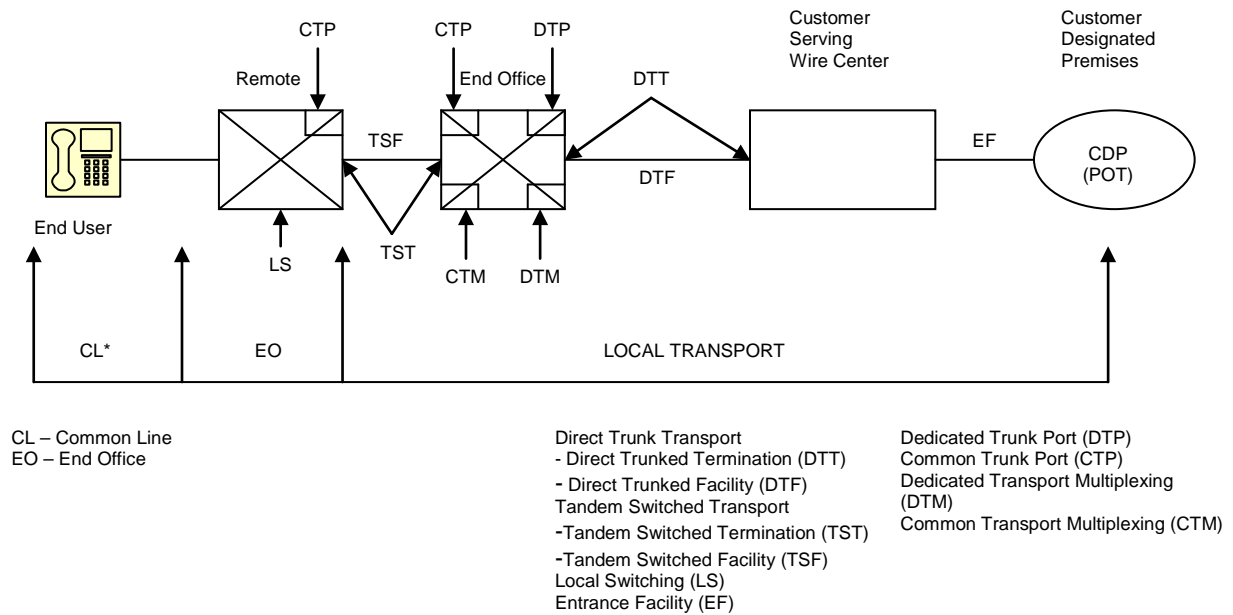 Customer
Serving
Wire Center
Customer
Designated
Premises
CTP
CTP
DTP
Remote
End Office
DTT
TSF
DTF
EF
CDP
(POT)
End User
LS
TST
CTM
DTM
CL*
EO
LOCAL TRANSPORT
CL – Common Line
EO – End Office
Direct Trunk Transport
- Direct Trunked Termination (DTT)
- Direct Trunked Facility (DTF)
Tandem Switched Transport
-Tandem Switched Termination (TST)
-Tandem Switched Facility (TSF)
Local Switching (LS)
Entrance Facility (EF)
Dedicated Trunk Port (DTP)
Common Trunk Port (CTP)
Dedicated Transport Multiplexing
(DTM)
Common Transport Multiplexing (CTM)